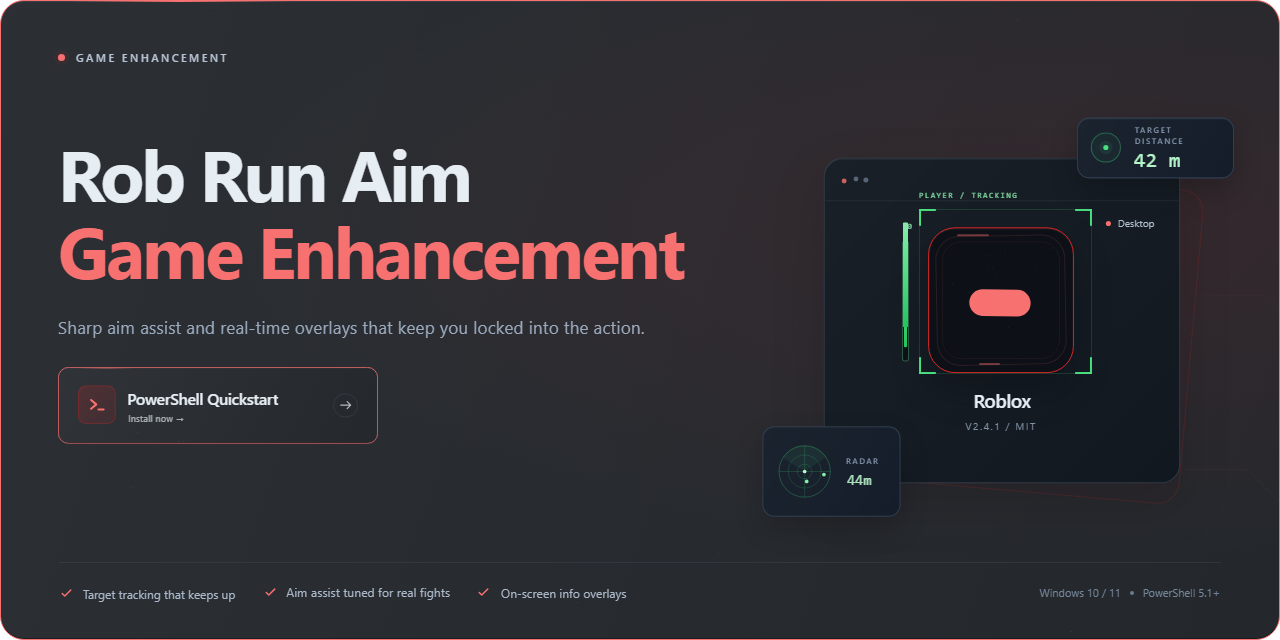 GAME ENHANCEMENT
Rob Run Aim
Game Enhancement
Sharp aim assist and real-time overlays that keep you locked into the action.
PowerShell Quickstart
Install now →
TARGET
DISTANCE
42 m
PLAYER / TRACKING
Desktop
Roblox
V2.4.1 / MIT
RADAR
44m
Target tracking that keeps up
Aim assist tuned for real fights
On-screen info overlays
Windows 10 / 11 • PowerShell 5.1+